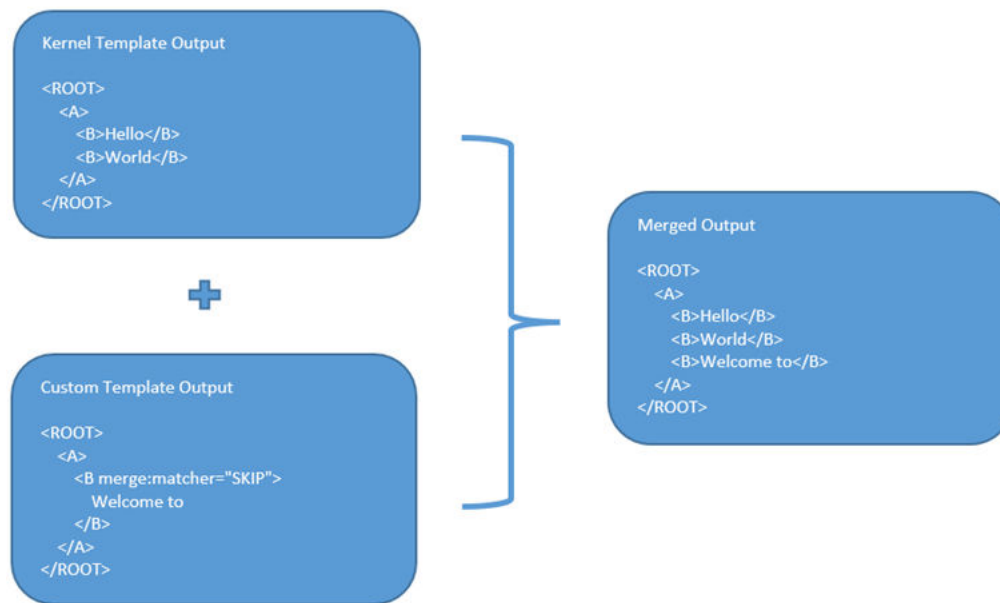 Kernel Template Output
<ROOT>
<A>
<B>Hello</B>
<B>World</B>
</A>
</ROOT>
Custom Template Output
<ROOT>
<A>
<B merge:matcher="SKIP">
Welcome to
</B>
</A>
</ROOT>
Merged Output
<ROOT>
<A>
<B>Hello</B>
<B>World</B>
<B>Welcome to</B>
</A>
</ROOT>